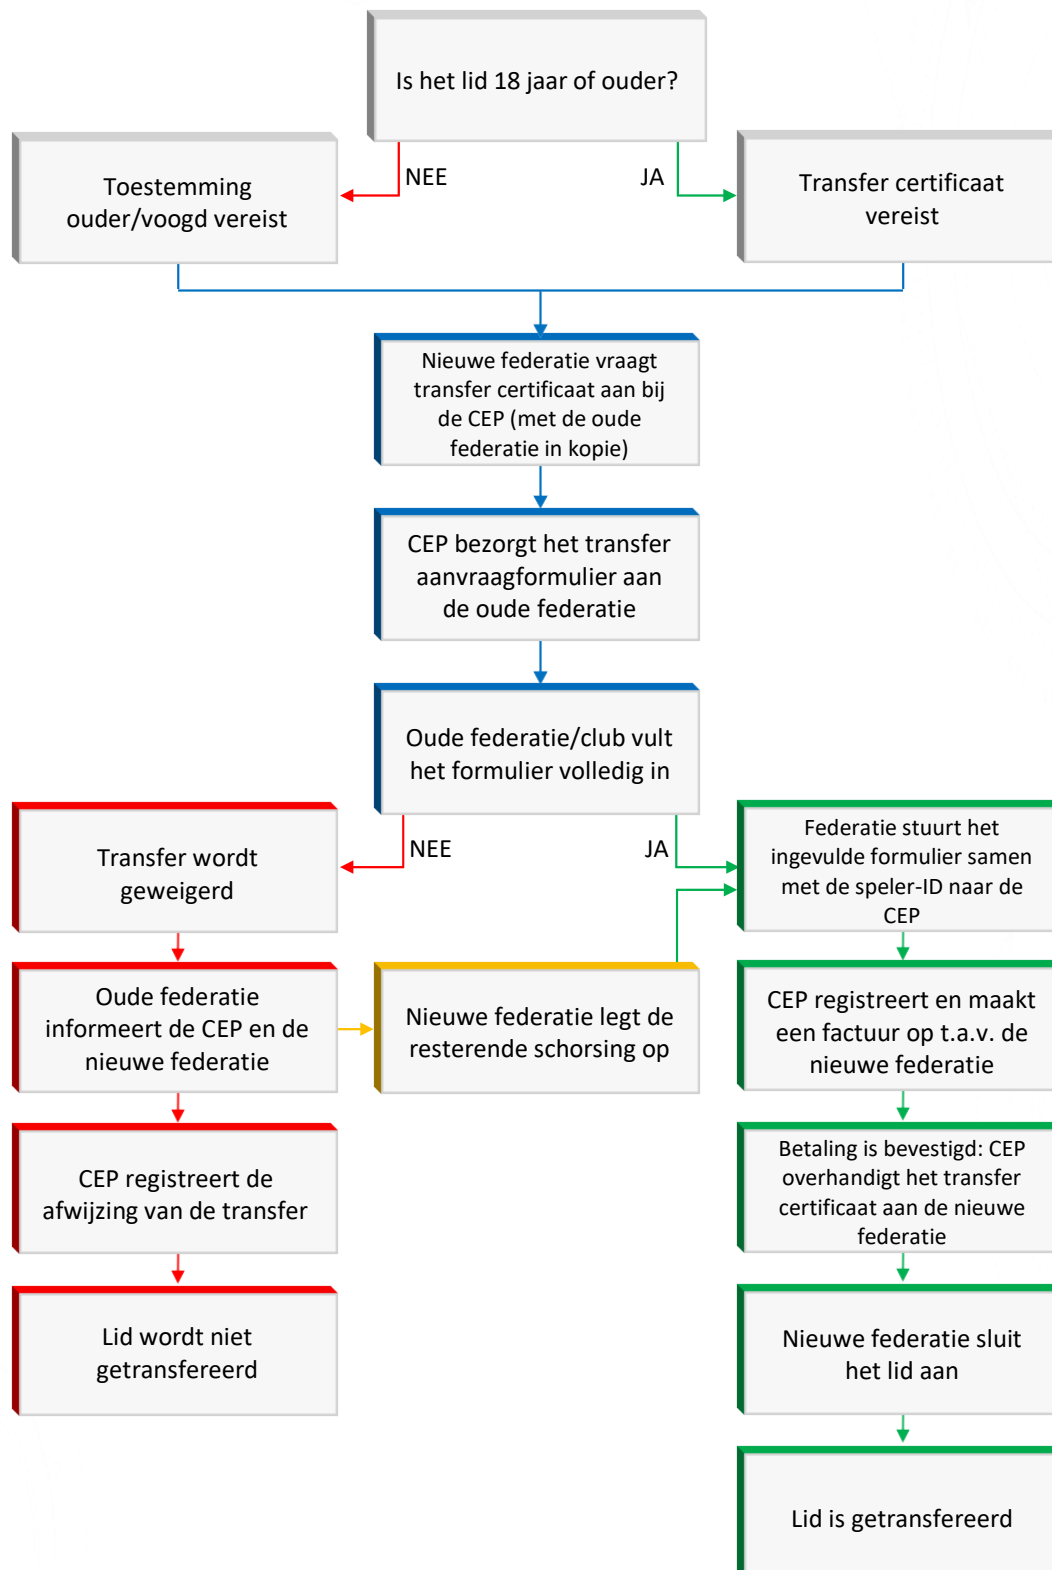 Is het lid 18 jaar of ouder?
NEE
JA
Toestemming
ouder/voogd vereist
Transfer certificaat
vereist
Nieuwe federatie vraagt
transfer certificaat aan bij
de CEP (met de oude
federatie in kopie)
CEP bezorgt het transfer
aanvraagformulier aan
de oude federatie
Oude federatie/club vult
het formulier volledig in
NEE
JA
Transfer wordt
geweigerd
Federatie stuurt het
ingevulde formulier samen
met de speler-ID naar de
CEP
Oude federatie
informeert de CEP en de
nieuwe federatie
Nieuwe federatie legt de
resterende schorsing op
CEP registreert en maakt
een factuur op t.a.v. de
nieuwe federatie
CEP registreert de
afwijzing van de transfer
Betaling is bevestigd: CEP
overhandigt het transfer
certificaat aan de nieuwe
federatie
Lid wordt niet
getransfereerd
Nieuwe federatie sluit
het lid aan
Lid is getransfereerd